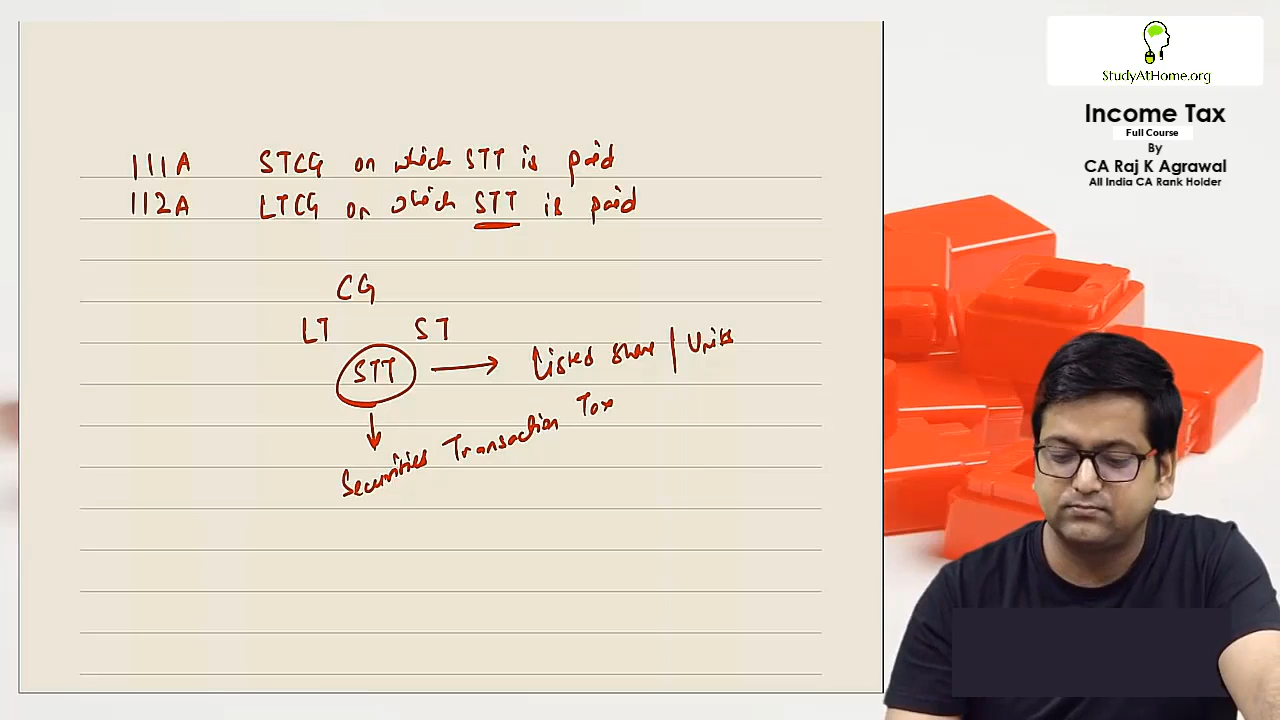 111A STCG on which STT is paid
112A LTCG on which STT is paid
CG
LT ST
STT → Listed share / Units
Securities Transaction Tax
StudyAtHome.org
Income Tax
Full Course
By
CA Raj K Agrawal
All India CA Rank Holder